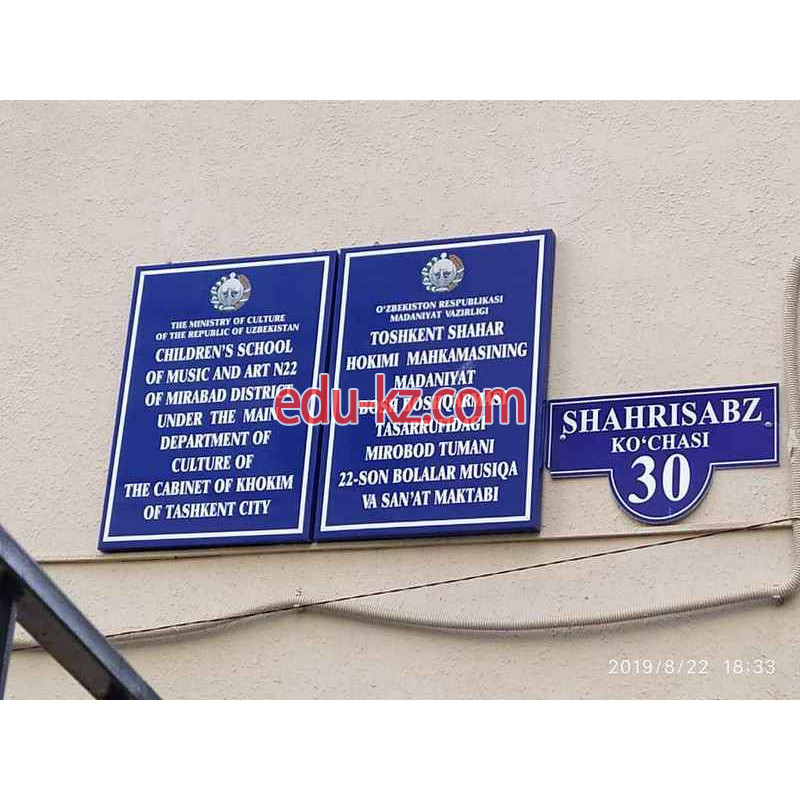 THE MINISTRY OF CULTURE
OF THE REPUBLIC OF UZBEKISTAN
CHILDREN'S SCHOOL
OF MUSIC AND ART N22
OF MIRABAD DISTRICT
UNDER THE MAIN
DEPARTMENT OF
CULTURE OF
THE CABINET OF KHOKIM
OF TASHKENT CITY
O'ZBEKISTON RESPUBLIKASI
MADANIYAT VAZIRLIGI
TOSHKENT SHAHAR
HOKIMI MAHKAMASINING
MADANIYAT
TASARRUFIDAGI
MIROBOD TUMANI
22-SON BOLALAR MUSIQA
VA SAN'AT MAKTABI
SHAHRISABZ
KO'CHASI
30
edu-kz.com
2019/8/22 18:33